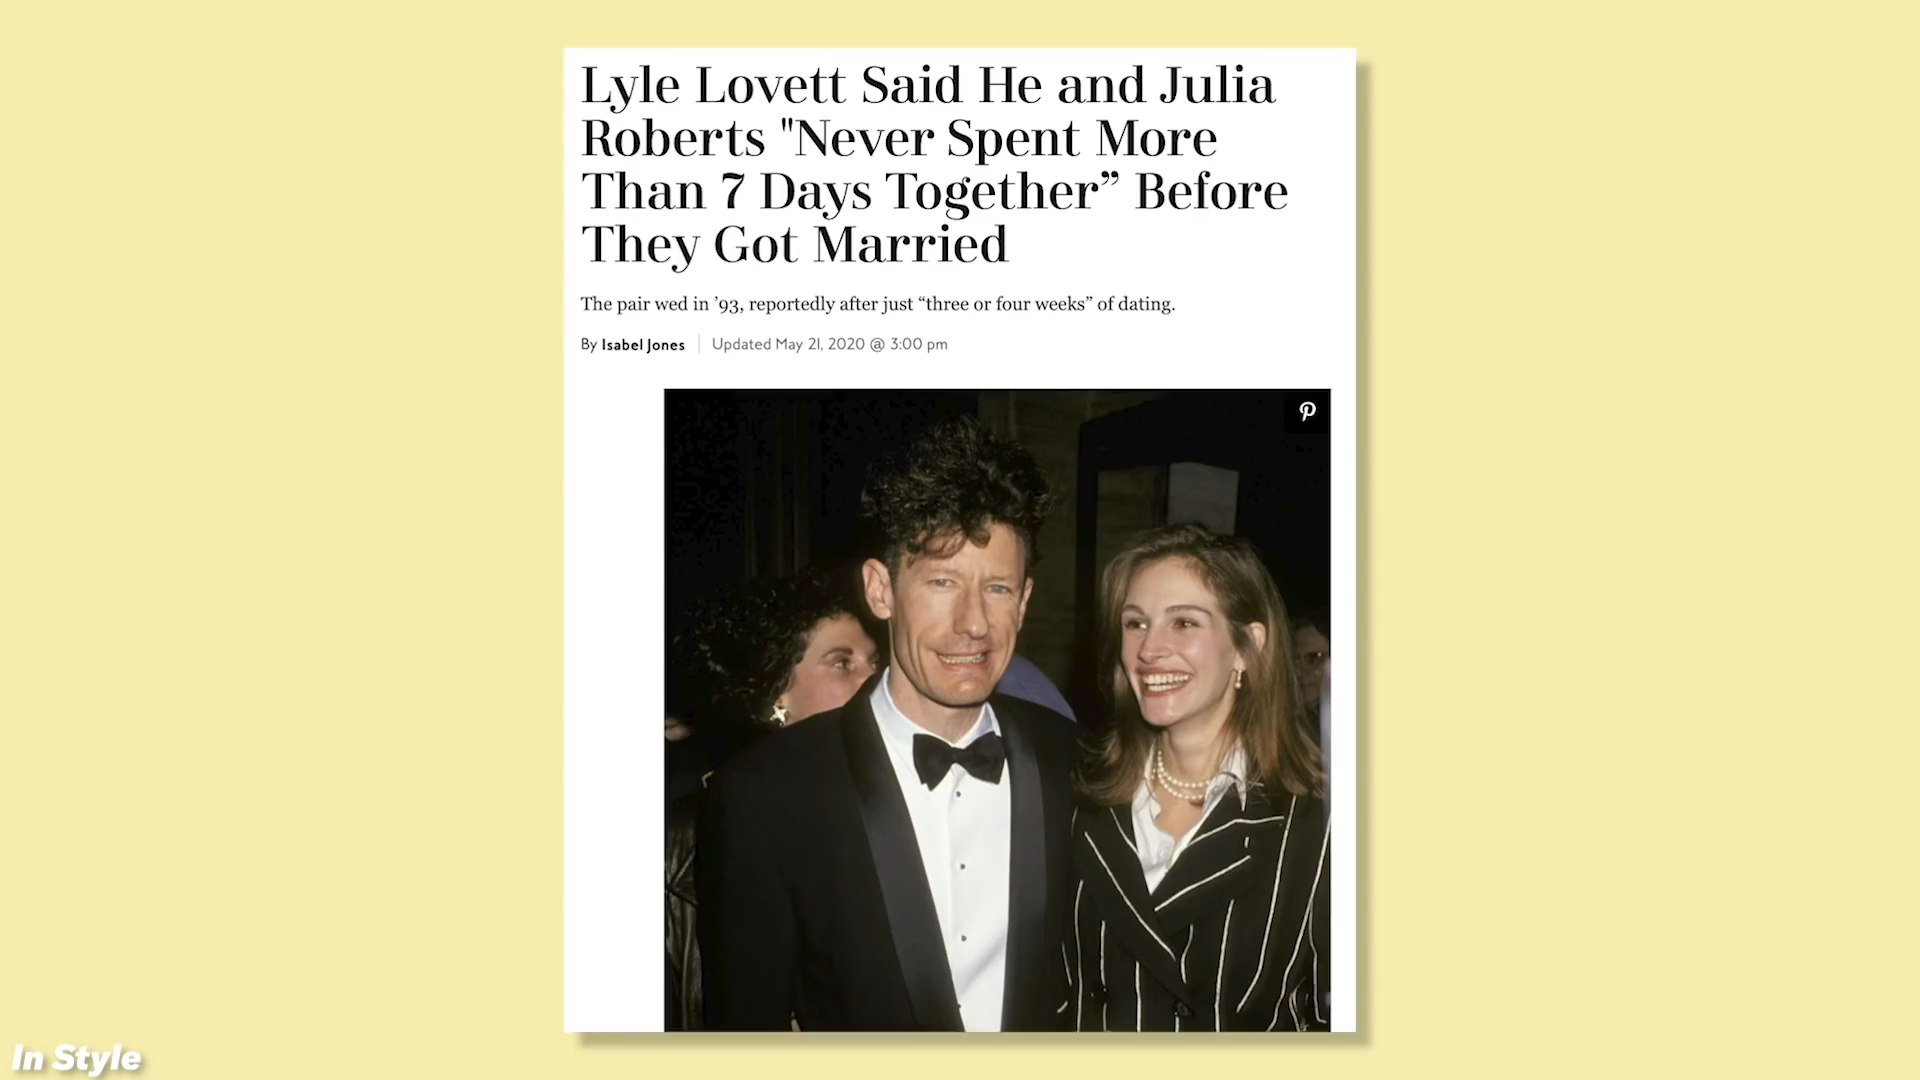 Lyle Lovett Said He and Julia
Roberts "Never Spent More
Than 7 Days Together” Before
They Got Married
The pair wed in ’93, reportedly after just “three or four weeks” of dating.
By Isabel Jones | Updated May 21, 2020 @ 3:00 pm
In Style